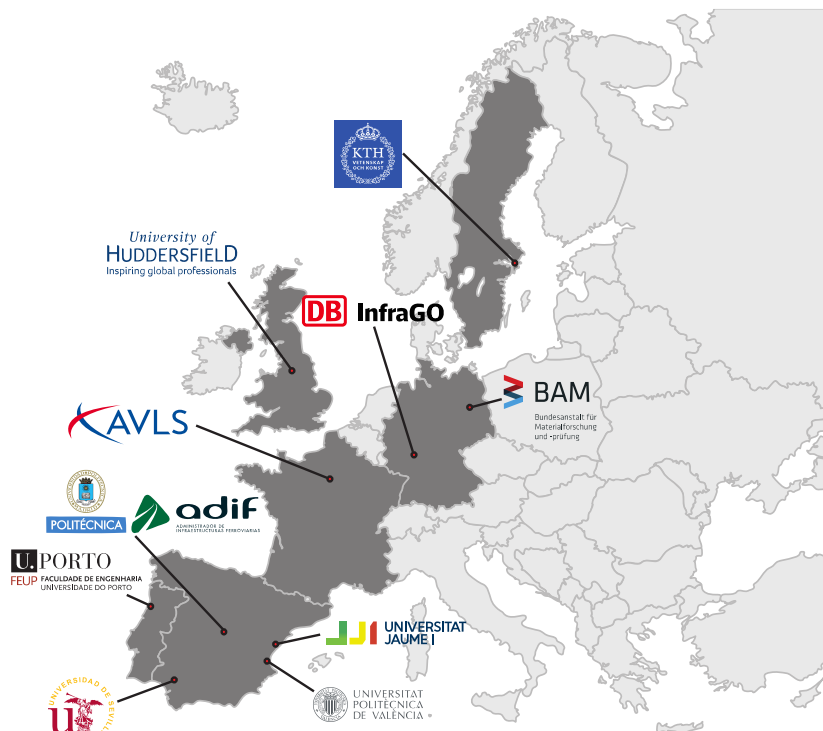 KTH
VETENSKAP
OCH KONST
University of
HUDDERSFIELD
Inspiring global professionals
DB InfraGO
BAM
Bundesanstalt für
Materialforschung
und -prüfung
AVLS
POLITÉCNICA
adif
ADMINISTRADOR DE
INFRAESTRUCTURAS FERROVIARIAS
U.PORTO
FEUP FACULDADE DE ENGENHARIA
UNIVERSIDADE DO PORTO
UNIVERSITAT
JAUME I
UNIVERSIDAD DE SEVILL
UNIVERSITAT
POLITÈCNICA
DE VALÈNCIA